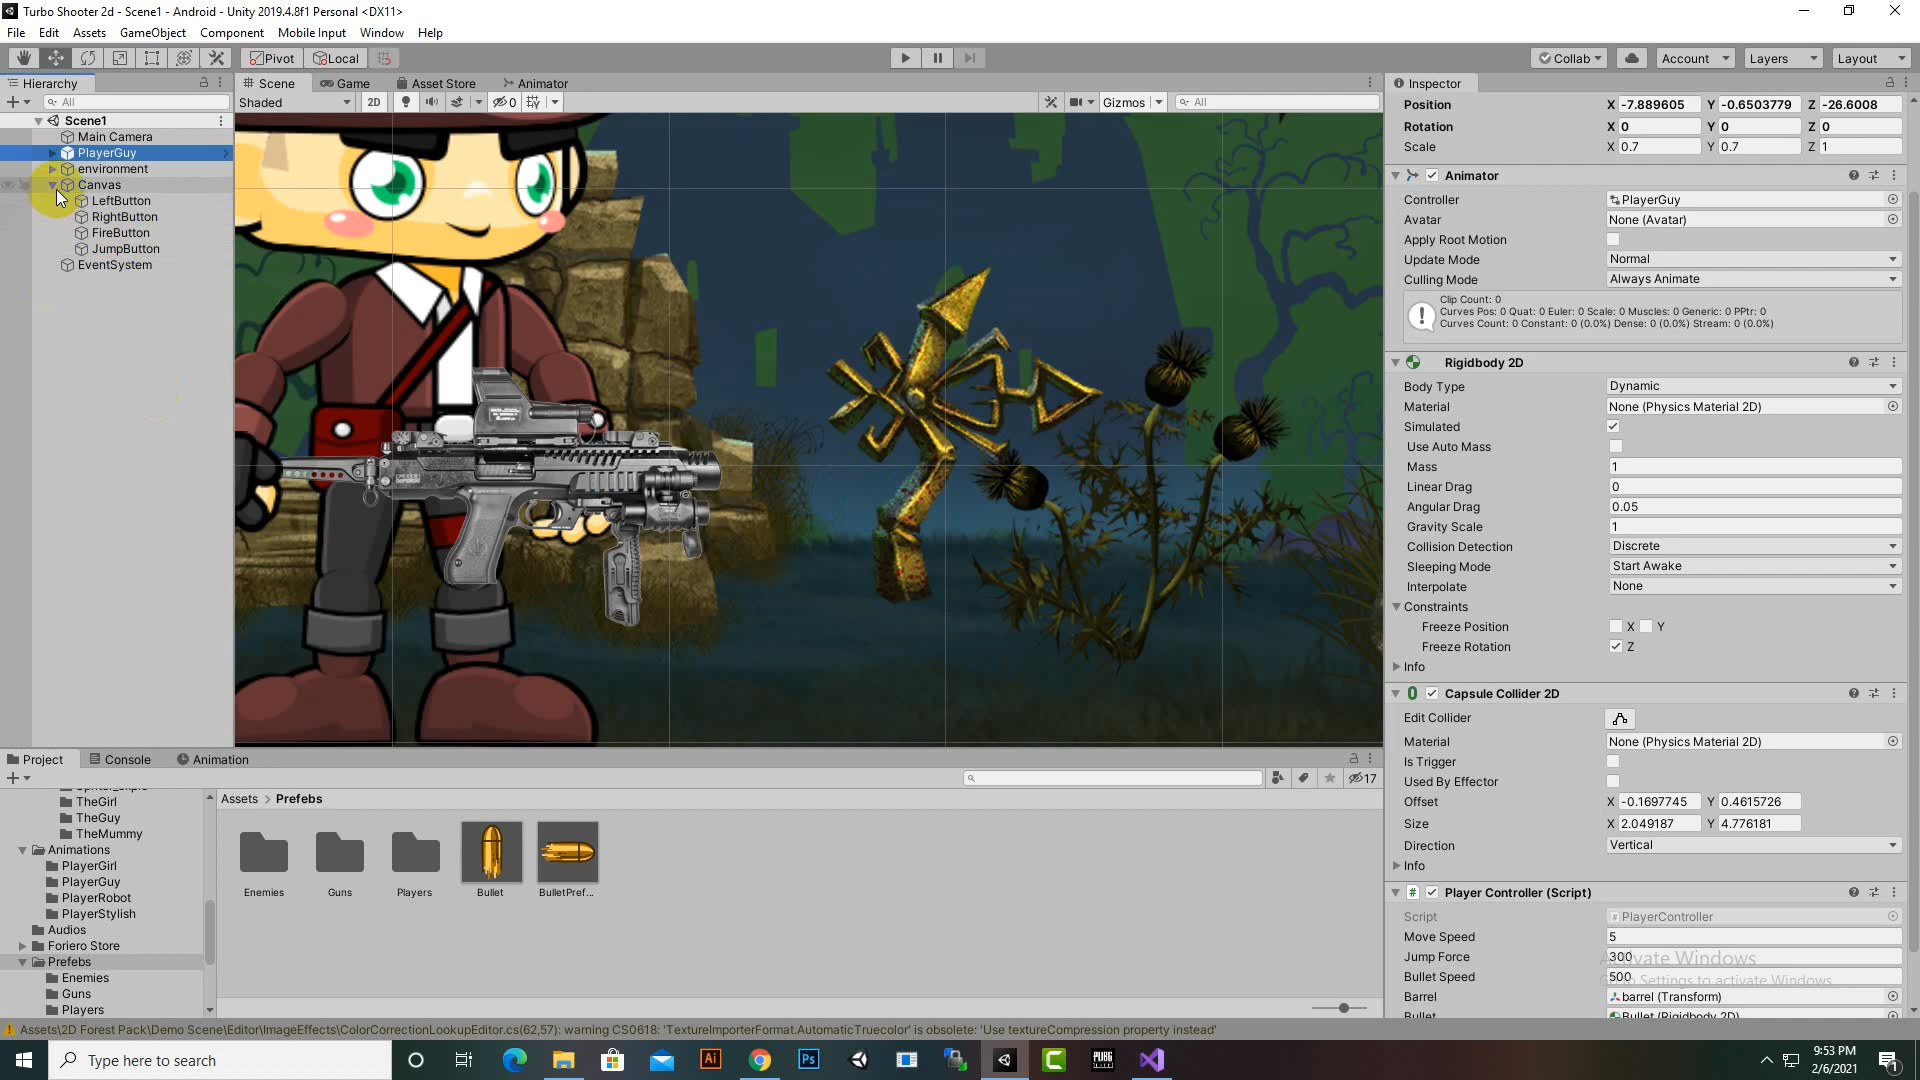 Turbo Shooter 2d - Scene1 - Android - Unity 2019.4.8f1 Personal <DX11>
File Edit Assets GameObject Component Mobile Input Window Help
Pivot Local Collab Account Layers Layout
Hierarchy Scene Game Asset Store Animator Inspector
All Shaded 2D 0 Gizmos All
Position X -7.889605 Y -0.6503779 Z -26.6008
Scene1
Rotation X 0 Y 0 Z 0
Main Camera
Scale X 0.7 Y 0.7 Z 1
PlayerGuy
environment
Animator
Canvas
LeftButton
Controller PlayerGuy
RightButton
Avatar None (Avatar)
FireButton
Apply Root Motion
JumpButton
Update Mode Normal
EventSystem
Culling Mode Always Animate
Clip Count: 0
Curves Pos: 0 Quat: 0 Euler: 0 Scale: 0 Muscles: 0 Generic: 0 PPtr: 0
Curves Count: 0 Constant: 0 (0.0%) Dense: 0 (0.0%) Stream: 0 (0.0%)
Rigidbody 2D
Body Type Dynamic
Material None (Physics Material 2D)
Simulated
Use Auto Mass
Mass 1
Linear Drag 0
Angular Drag 0.05
Gravity Scale 1
Collision Detection Discrete
Sleeping Mode Start Awake
Interpolate None
Constraints
Freeze Position X Y
Freeze Rotation Z
Info
Capsule Collider 2D
Edit Collider
Material None (Physics Material 2D)
Is Trigger
Used By Effector
Offset X -0.1697745 Y 0.4615726
Size X 2.049187 Y 4.776181
Direction Vertical
Info
Player Controller (Script)
Script PlayerController
Move Speed 5
Jump Force 300
Bullet Speed 500
Barrel barrel (Transform)
Bullet Bullet (Rigidbody 2D)
Activate Windows
Go to Settings to activate Windows.
Project Console Animation
17
Assets > Prefebs
TheGirl
TheGuy
TheMummy
Animations
PlayerGirl
PlayerGuy
PlayerRobot
PlayerStylish
Audios
Foriero Store
Prefebs
Enemies
Guns
Players
Enemies Guns Players Bullet BulletPref...
Assets\2D Forest Pack\Demo Scene\Editor\ImageEffects\ColorCorrectionLookupEditor.cs(62,57): warning CS0618: 'TextureImporterFormat.AutomaticTruecolor' is obsolete: 'Use textureCompression property instead'
Type here to search
Ai
Ps
PUBG
9:53 PM
2/6/2021
1